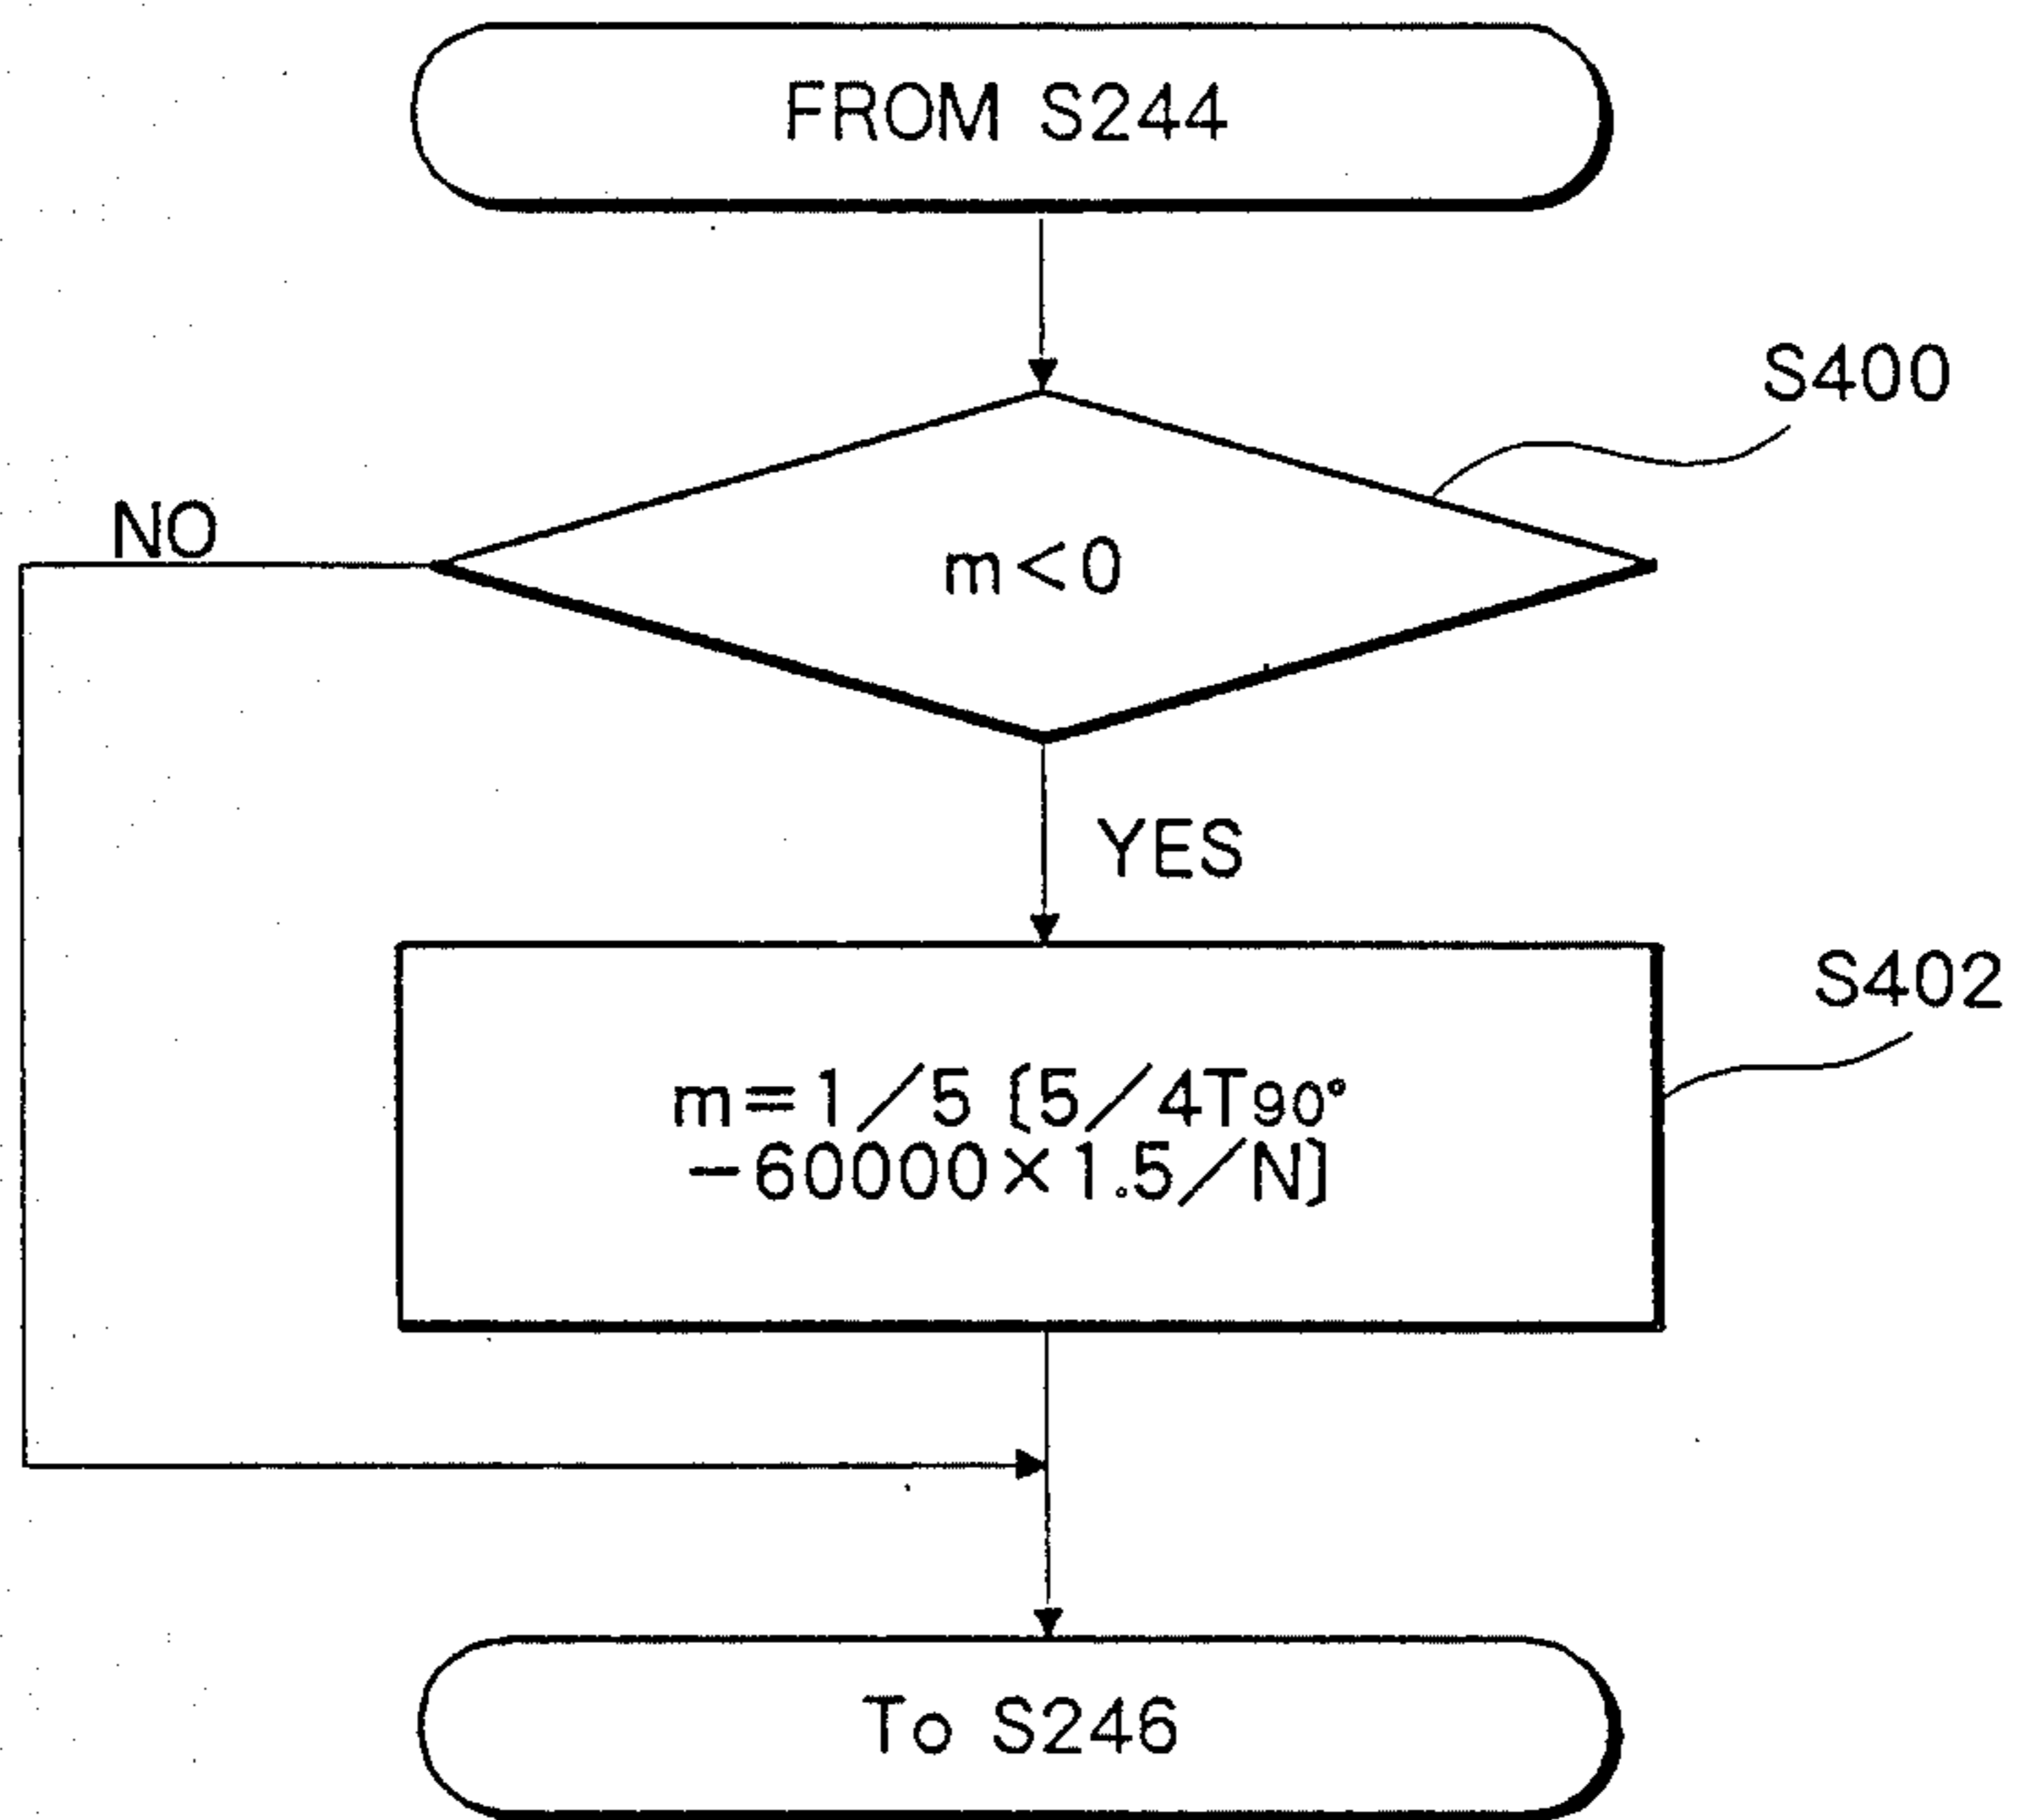 FROM S244
S400
NO
m<0
YES
S402
m=1/5 [5/4T90°
-60000×1.5/N]
To S246